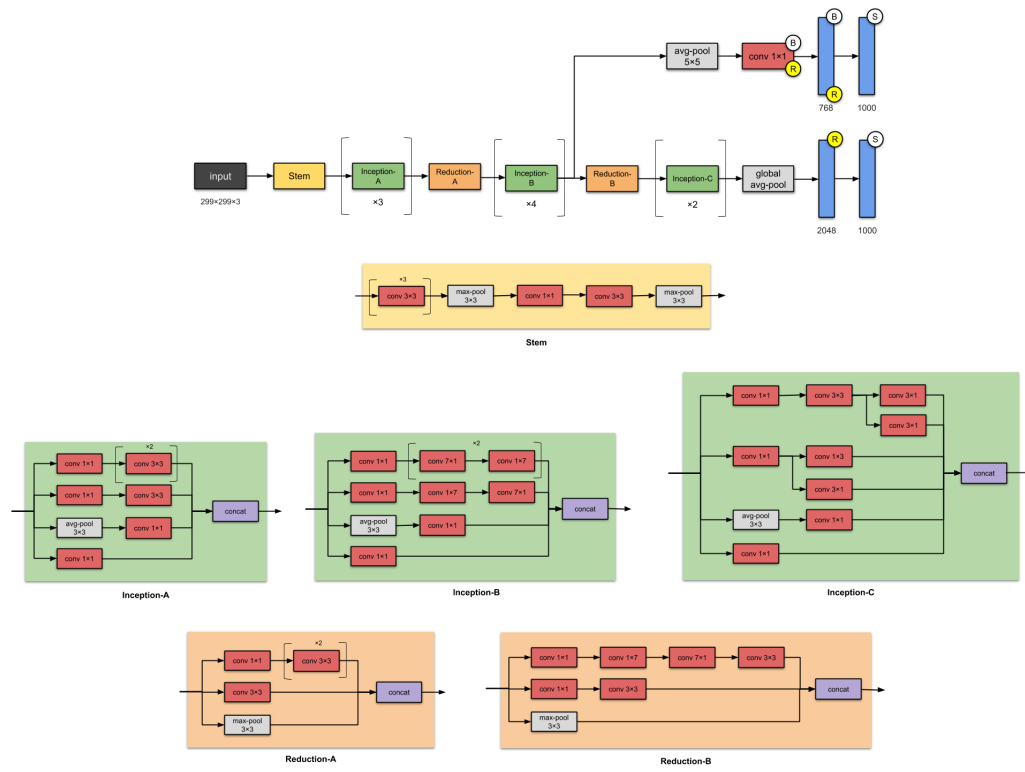 avg-pool
5×5
conv 1×1
B
R
B
R
768
S
1000
input
299×299×3
Stem
Inception-
A
×3
Reduction-
A
Inception-
B
×4
Reduction-
B
Inception-C
×2
global
avg-pool
R
2048
S
1000
×3
conv 3×3
max-pool
3×3
conv 1×1
conv 3×3
max-pool
3×3
Stem
×2
conv 1×1
conv 3×3
conv 1×1
conv 3×3
avg-pool
3×3
conv 1×1
conv 1×1
concat
Inception-A
×2
conv 1×1
conv 7×1
conv 1×7
conv 1×1
conv 1×7
conv 7×1
avg-pool
3×3
conv 1×1
conv 1×1
concat
Inception-B
conv 1×1
conv 3×3
conv 3×1
conv 3×1
conv 1×1
conv 1×3
conv 3×1
avg-pool
3×3
conv 1×1
conv 1×1
concat
Inception-C
×2
conv 1×1
conv 3×3
conv 3×3
max-pool
3×3
concat
Reduction-A
conv 1×1
conv 1×7
conv 7×1
conv 3×3
conv 1×1
conv 3×3
max-pool
3×3
concat
Reduction-B